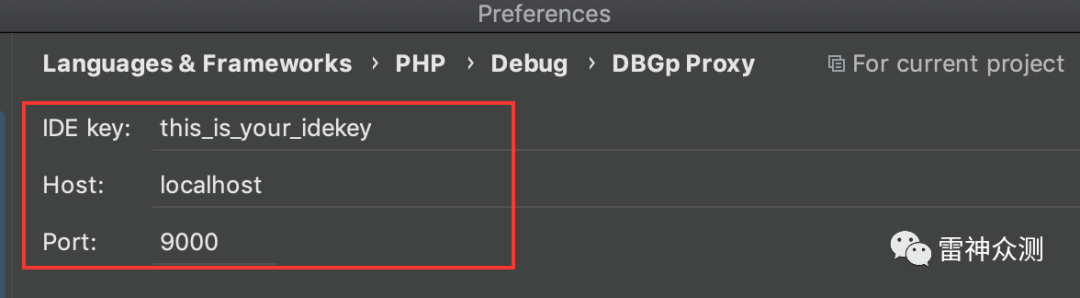 Preferences
Languages & Frameworks › PHP › Debug › DBGp Proxy For current project
IDE key: this_is_your_idekey
Host: localhost
Port: 9000
雷神众测